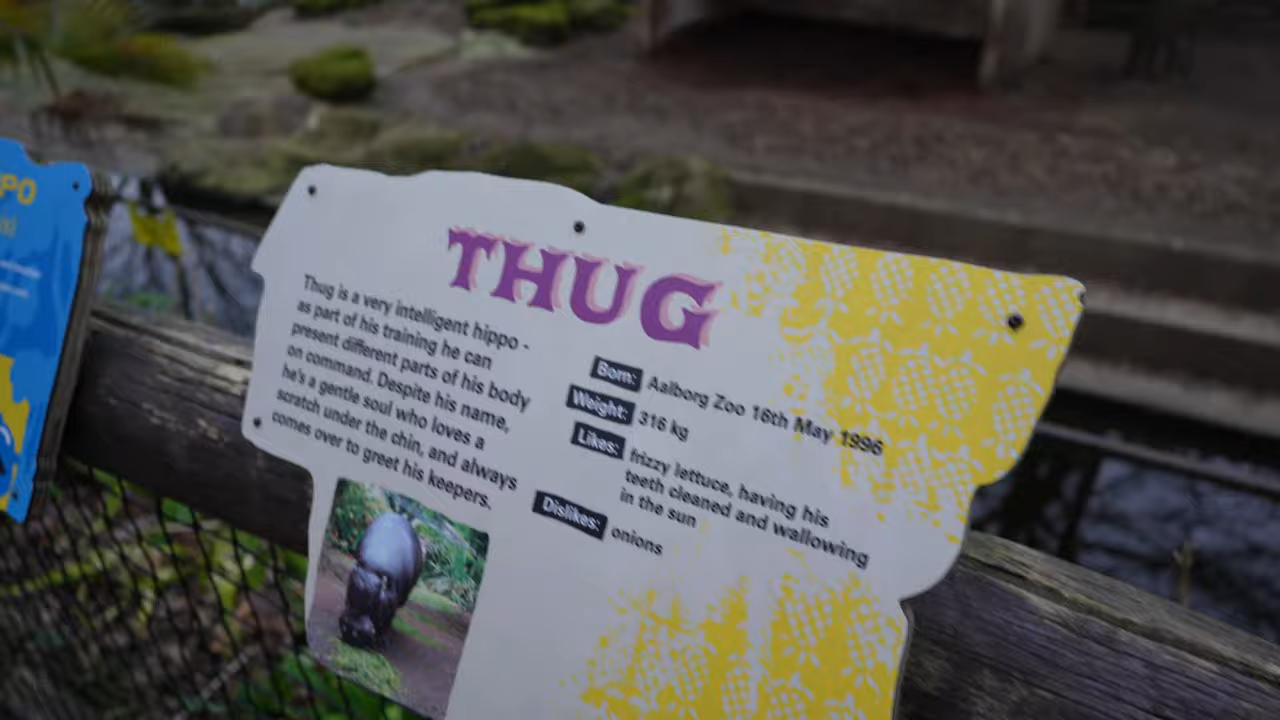 PO
THUG
Thug is a very intelligent hippo -
as part of his training he can
present different parts of his body
on command. Despite his name,
he's a gentle soul who loves a
scratch under the chin, and always
comes over to greet his keepers.
Born: Aalborg Zoo 16th May 1996
Weight: 316 kg
Likes: frizzy lettuce, having his
teeth cleaned and wallowing
in the sun
Dislikes: onions